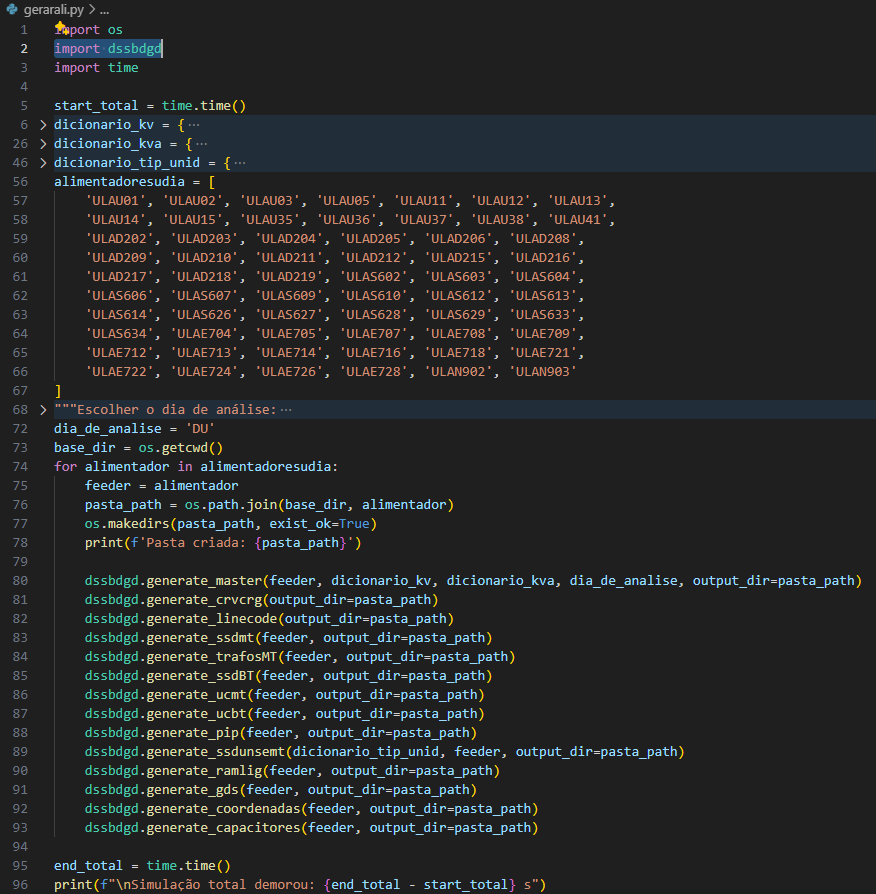 gerarali.py > ...
1 import os
2 import dssbdgd
3 import time
4
5 start_total = time.time()
6 > dicionario_kv = { ...
26 > dicionario_kva = { ...
46 > dicionario_tip_unid = { ...
56 alimentadoresudia = [
57     'ULAU01', 'ULAU02', 'ULAU03', 'ULAU05', 'ULAU11', 'ULAU12', 'ULAU13',
58     'ULAU14', 'ULAU15', 'ULAU35', 'ULAU36', 'ULAU37', 'ULAU38', 'ULAU41',
59     'ULAD202', 'ULAD203', 'ULAD204', 'ULAD205', 'ULAD206', 'ULAD208',
60     'ULAD209', 'ULAD210', 'ULAD211', 'ULAD212', 'ULAD215', 'ULAD216',
61     'ULAD217', 'ULAD218', 'ULAD219', 'ULAS602', 'ULAS603', 'ULAS604',
62     'ULAS606', 'ULAS607', 'ULAS609', 'ULAS610', 'ULAS612', 'ULAS613',
63     'ULAS614', 'ULAS626', 'ULAS627', 'ULAS628', 'ULAS629', 'ULAS633',
64     'ULAS634', 'ULAE704', 'ULAE705', 'ULAE707', 'ULAE708', 'ULAE709',
65     'ULAE712', 'ULAE713', 'ULAE714', 'ULAE716', 'ULAE718', 'ULAE721',
66     'ULAE722', 'ULAE724', 'ULAE726', 'ULAE728', 'ULAN902', 'ULAN903'
67 ]
68 > """Escolher o dia de análise: ...
72 dia_de_analise = 'DU'
73 base_dir = os.getcwd()
74 for alimentador in alimentadoresudia:
75     feeder = alimentador
76     pasta_path = os.path.join(base_dir, alimentador)
77     os.makedirs(pasta_path, exist_ok=True)
78     print(f'Pasta criada: {pasta_path}')
79
80     dssbdgd.generate_master(feeder, dicionario_kv, dicionario_kva, dia_de_analise, output_dir=pasta_path)
81     dssbdgd.generate_crvcrg(output_dir=pasta_path)
82     dssbdgd.generate_linecode(output_dir=pasta_path)
83     dssbdgd.generate_ssdmt(feeder, output_dir=pasta_path)
84     dssbdgd.generate_trafosMT(feeder, output_dir=pasta_path)
85     dssbdgd.generate_ssdBT(feeder, output_dir=pasta_path)
86     dssbdgd.generate_ucmt(feeder, output_dir=pasta_path)
87     dssbdgd.generate_ucbt(feeder, output_dir=pasta_path)
88     dssbdgd.generate_pip(feeder, output_dir=pasta_path)
89     dssbdgd.generate_ssdunsemt(dicionario_tip_unid, feeder, output_dir=pasta_path)
90     dssbdgd.generate_ramlig(feeder, output_dir=pasta_path)
91     dssbdgd.generate_gds(feeder, output_dir=pasta_path)
92     dssbdgd.generate_coordenadas(feeder, output_dir=pasta_path)
93     dssbdgd.generate_capacitores(feeder, output_dir=pasta_path)
94
95 end_total = time.time()
96 print(f"\nSimulação total demorou: {end_total - start_total} s")